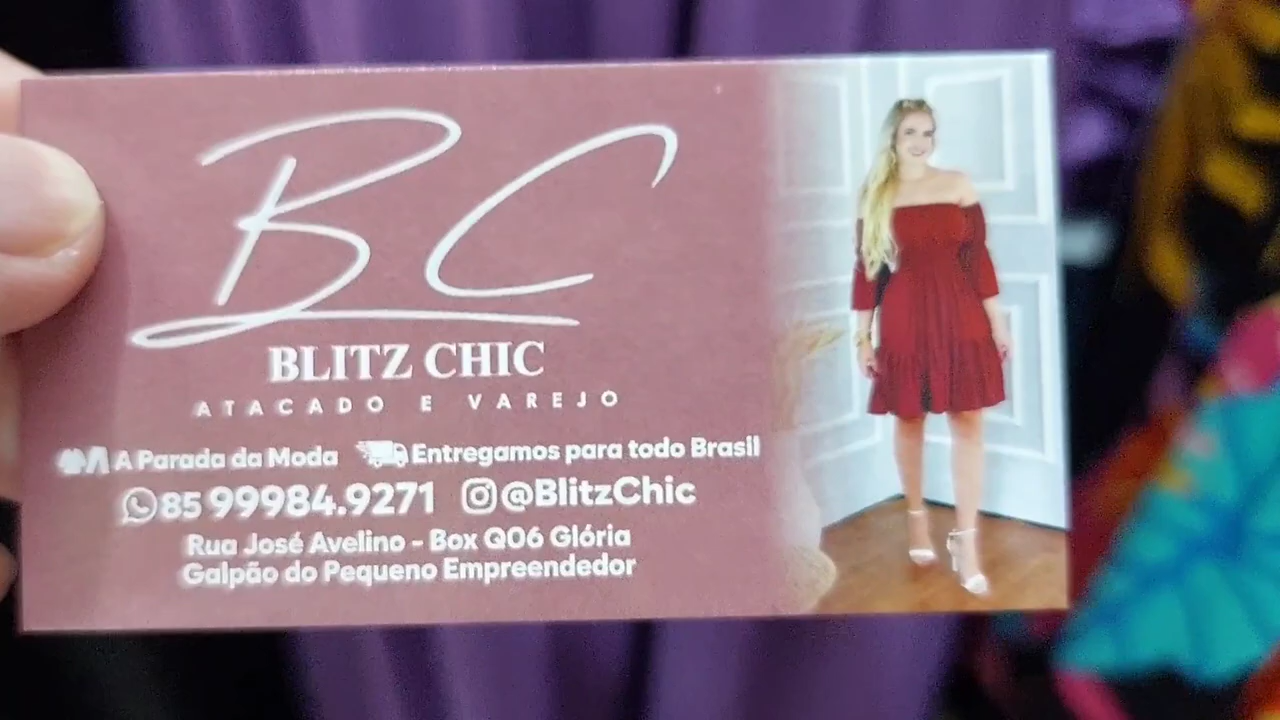 BC
BLITZ CHIC
ATACADO E VAREJO
A Parada da Moda Entregamos para todo Brasil
85 99984.9271 @BlitzChic
Rua José Avelino - Box Q06 Glória
Galpão do Pequeno Empreendedor